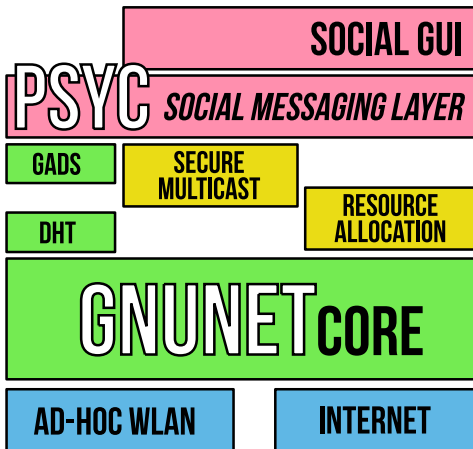 SOCIAL GUI
PSYC SOCIAL MESSAGING LAYER
GADS
SECURE
MULTICAST
RESOURCE
ALLOCATION
DHT
GNUNET CORE
AD-HOC WLAN
INTERNET